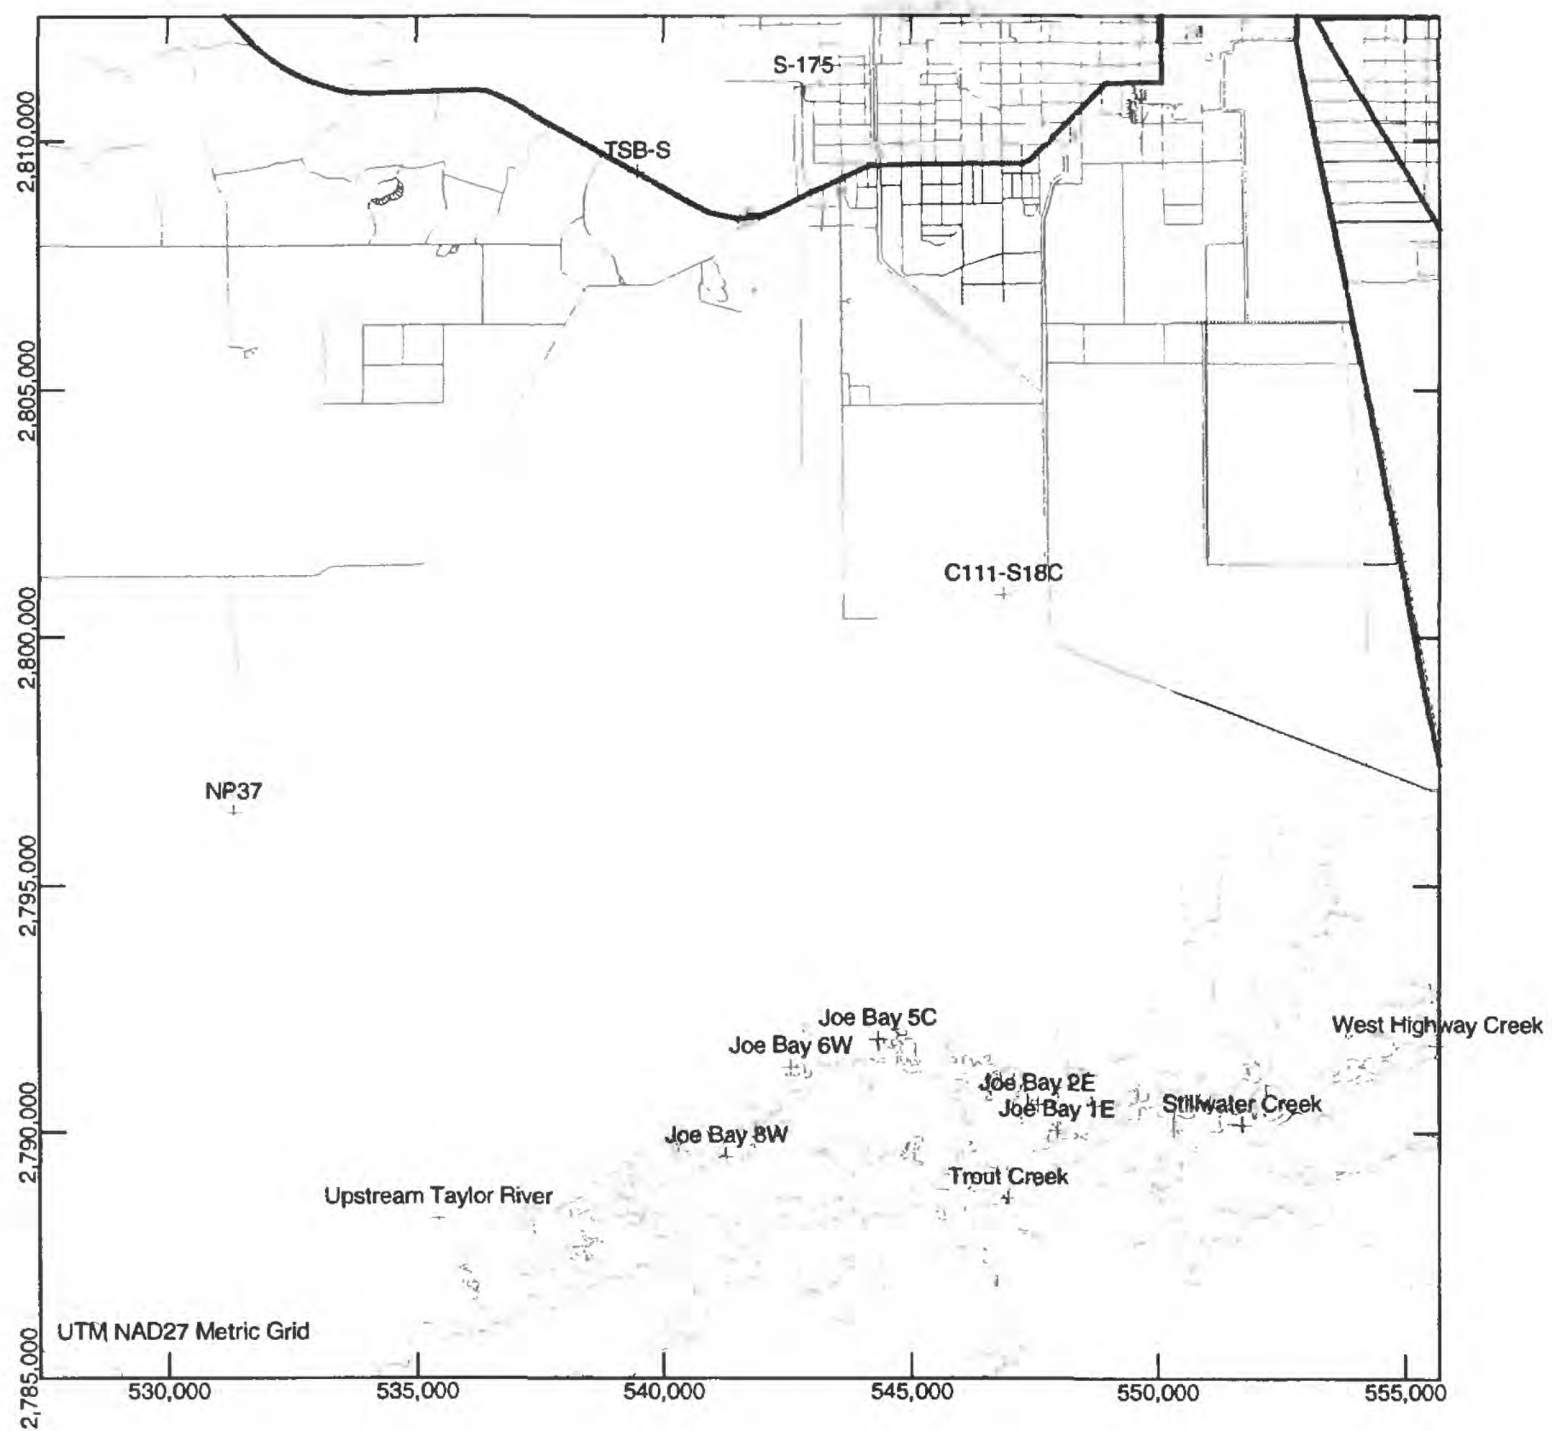 S-175
2,810,000
TSB-S
2,805,000
C111-S18C
2,800,000
NP37
2,795,000
Joe Bay 5C
West Highway Creek
Joe Bay 6W
Joe Bay 2E
Stillwater Creek
Joe Bay 1E
2,790,000
Joe Bay 8W
Trout Creek
Upstream Taylor River
UTM NAD27 Metric Grid
2,785,000
530,000 535,000 540,000 545,000 550,000 555,000